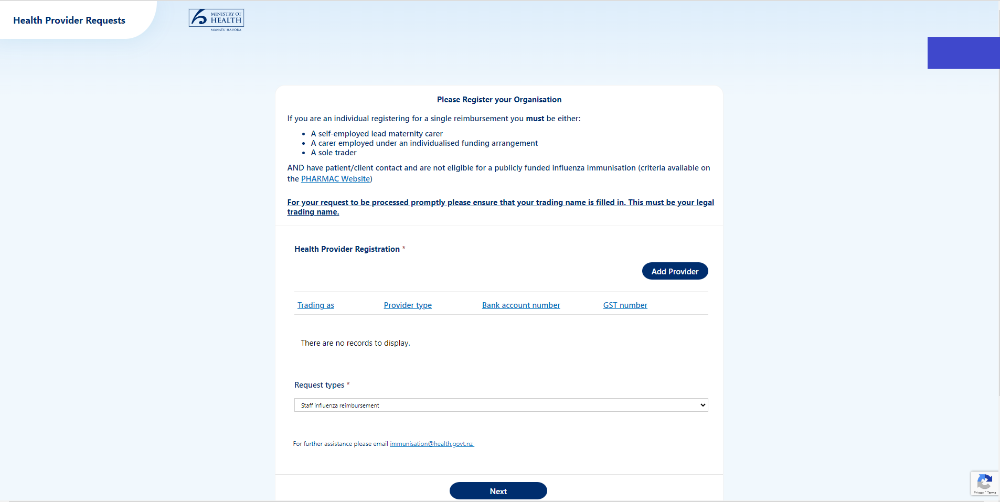 Health Provider Requests
MINISTRY OF
HEALTH
MANATŪ HAUORA
Please Register your Organisation
If you are an individual registering for a single reimbursement you must be either:
• A self-employed lead maternity carer
• A carer employed under an individualised funding arrangement
• A sole trader
AND have patient/client contact and are not eligible for a publicly funded influenza immunisation (criteria available on
the PHARMAC Website)
For your request to be processed promptly please ensure that your trading name is filled in. This must be your legal
trading name.
Health Provider Registration *
Add Provider
Trading as Provider type Bank account number GST number
There are no records to display.
Request types *
Staff influenza reimbursement
For further assistance please email immunisation@health.govt.nz
Next
Privacy - Terms